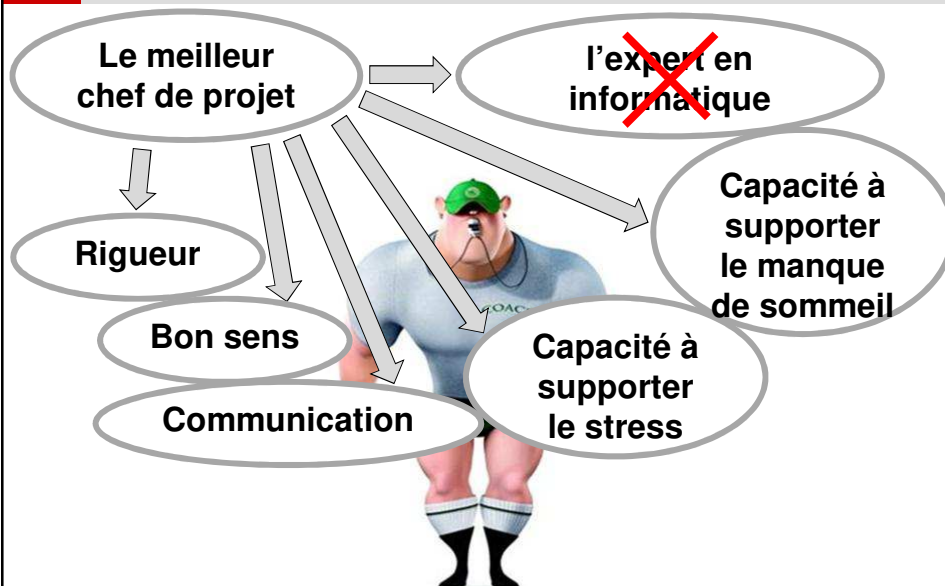 Le meilleur
chef de projet
l'expert en
informatique
Capacité à
supporter
le manque
de sommeil
Rigueur
Bon sens
Communication
Capacité à
supporter
le stress